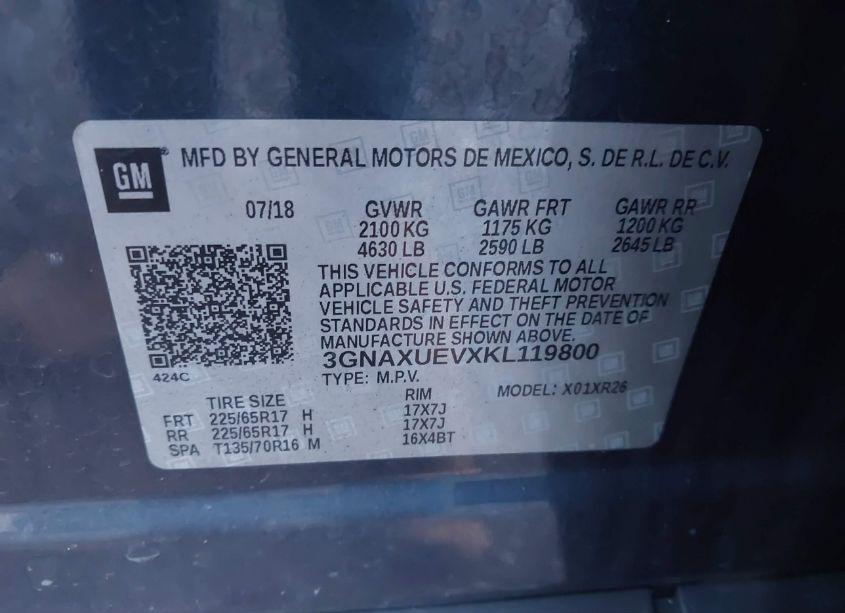 GM® MFD BY GENERAL MOTORS DE MEXICO, S. DE R.L. DE C.V.
07/18 GVWR GAWR FRT GAWR RR
2100 KG 1175 KG 1200 KG
4630 LB 2590 LB 2645 LB
THIS VEHICLE CONFORMS TO ALL
APPLICABLE U.S. FEDERAL MOTOR
VEHICLE SAFETY AND THEFT PREVENTION
STANDARDS IN EFFECT ON THE DATE OF
MANUFACTURE SHOWN ABOVE.
3GNAXUEVXKL119800
424C TYPE: M.P.V. MODEL: X01XR26
TIRE SIZE RIM
FRT 225/65R17 H 17X7J
RR 225/65R17 H 17X7J
SPA T135/70R16 M 16X4BT